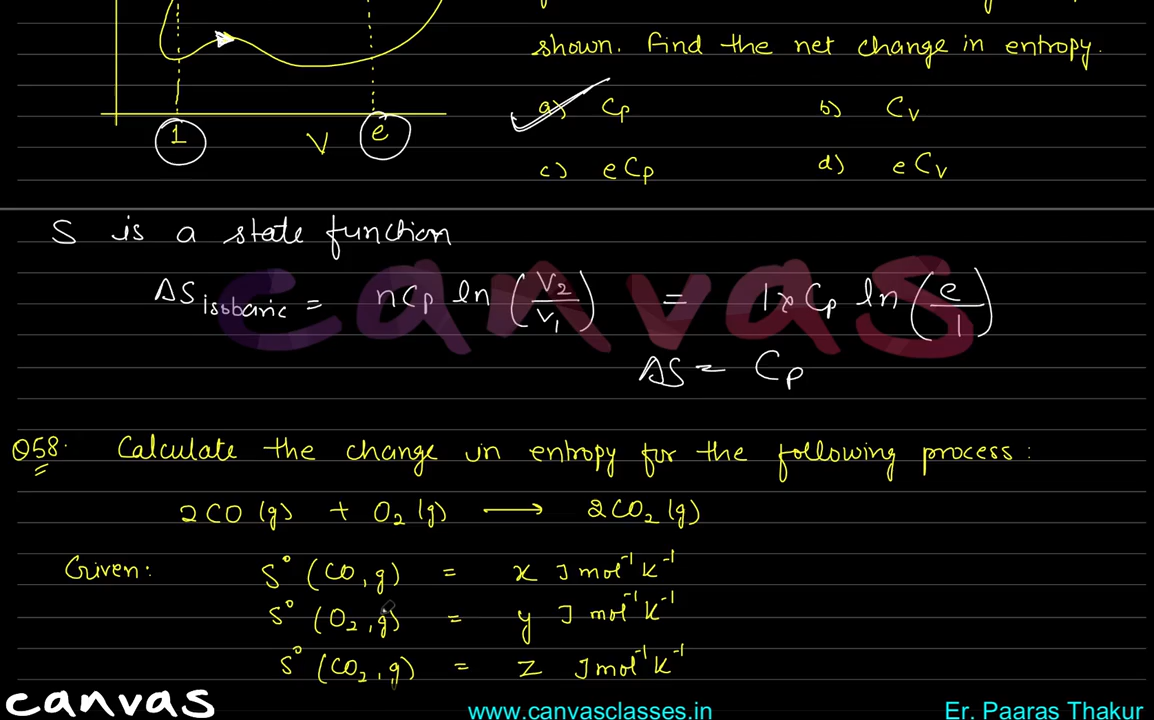 shown. Find the net change in entropy.
a) Cp b) Cv
1 V e
c) eCp d) eCv
S is a state function
ΔS isobaric = nCp ln (V₂/V₁) = 1 × Cp ln (e/1)
ΔS = Cp
canvas
Q58. Calculate the change in entropy for the following process :
2CO (g) + O₂ (g) ⟶ 2CO₂ (g)
Given: S° (CO, g) = x J mol⁻¹ K⁻¹
S° (O₂, g) = y J mol⁻¹ K⁻¹
S° (CO₂, g) = z J mol⁻¹ K⁻¹
canvas www.canvasclasses.in Er. Paaras Thakur